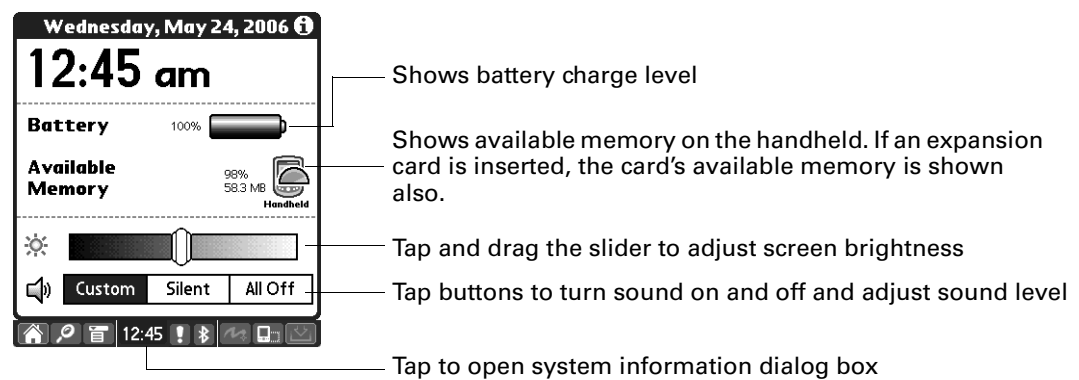 Wednesday, May 24, 2006
12:45 am
Shows battery charge level
Battery 100%
Shows available memory on the handheld. If an expansion
card is inserted, the card's available memory is shown
also.
Available
Memory
98%
58.3 MB
Handheld
Tap and drag the slider to adjust screen brightness
Custom Silent All Off
Tap buttons to turn sound on and off and adjust sound level
12:45
Tap to open system information dialog box